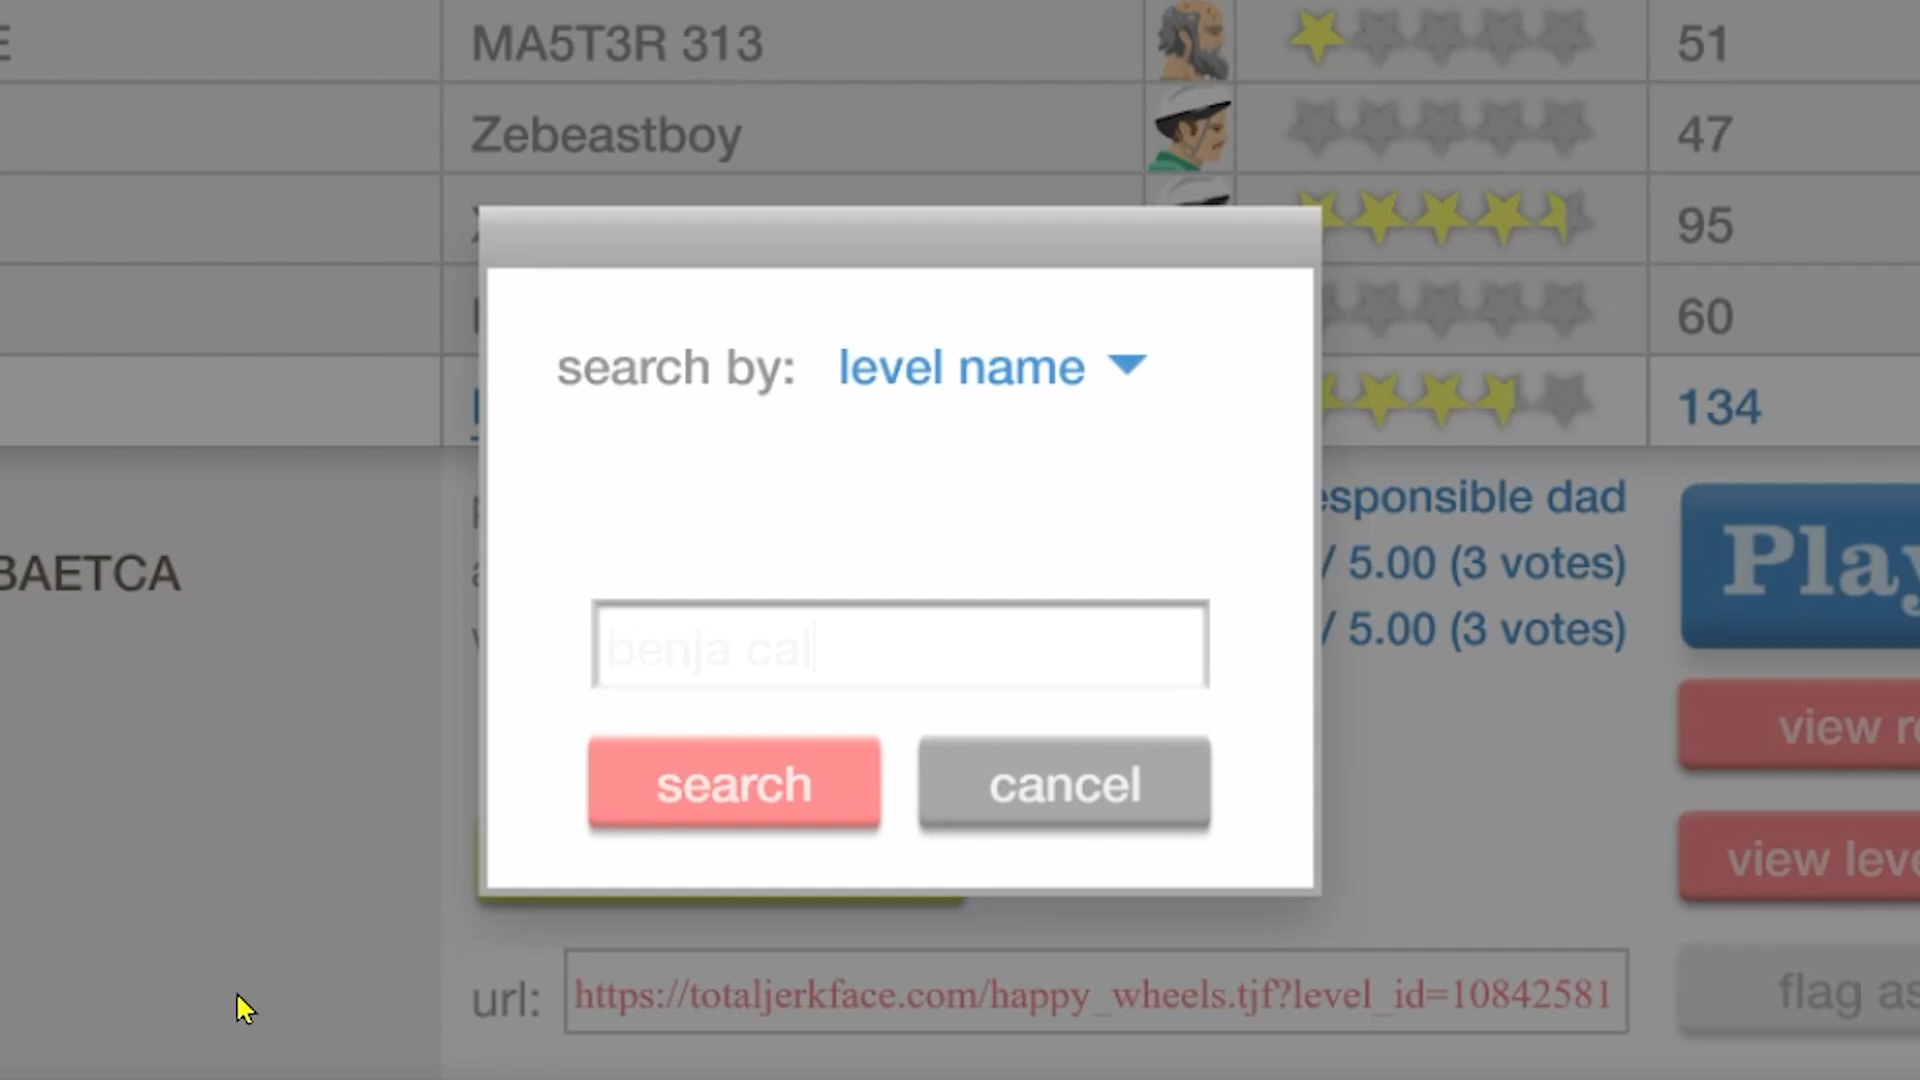 MA5T3R 313 51
Zebeastboy 47
95
60
134
search by: level name
esponsible dad
/ 5.00 (3 votes)
/ 5.00 (3 votes)
BAETCA
Play
benja cal
search cancel
view re
view leve
flag as
url: https://totaljerkface.com/happy_wheels.tjf?level_id=10842581